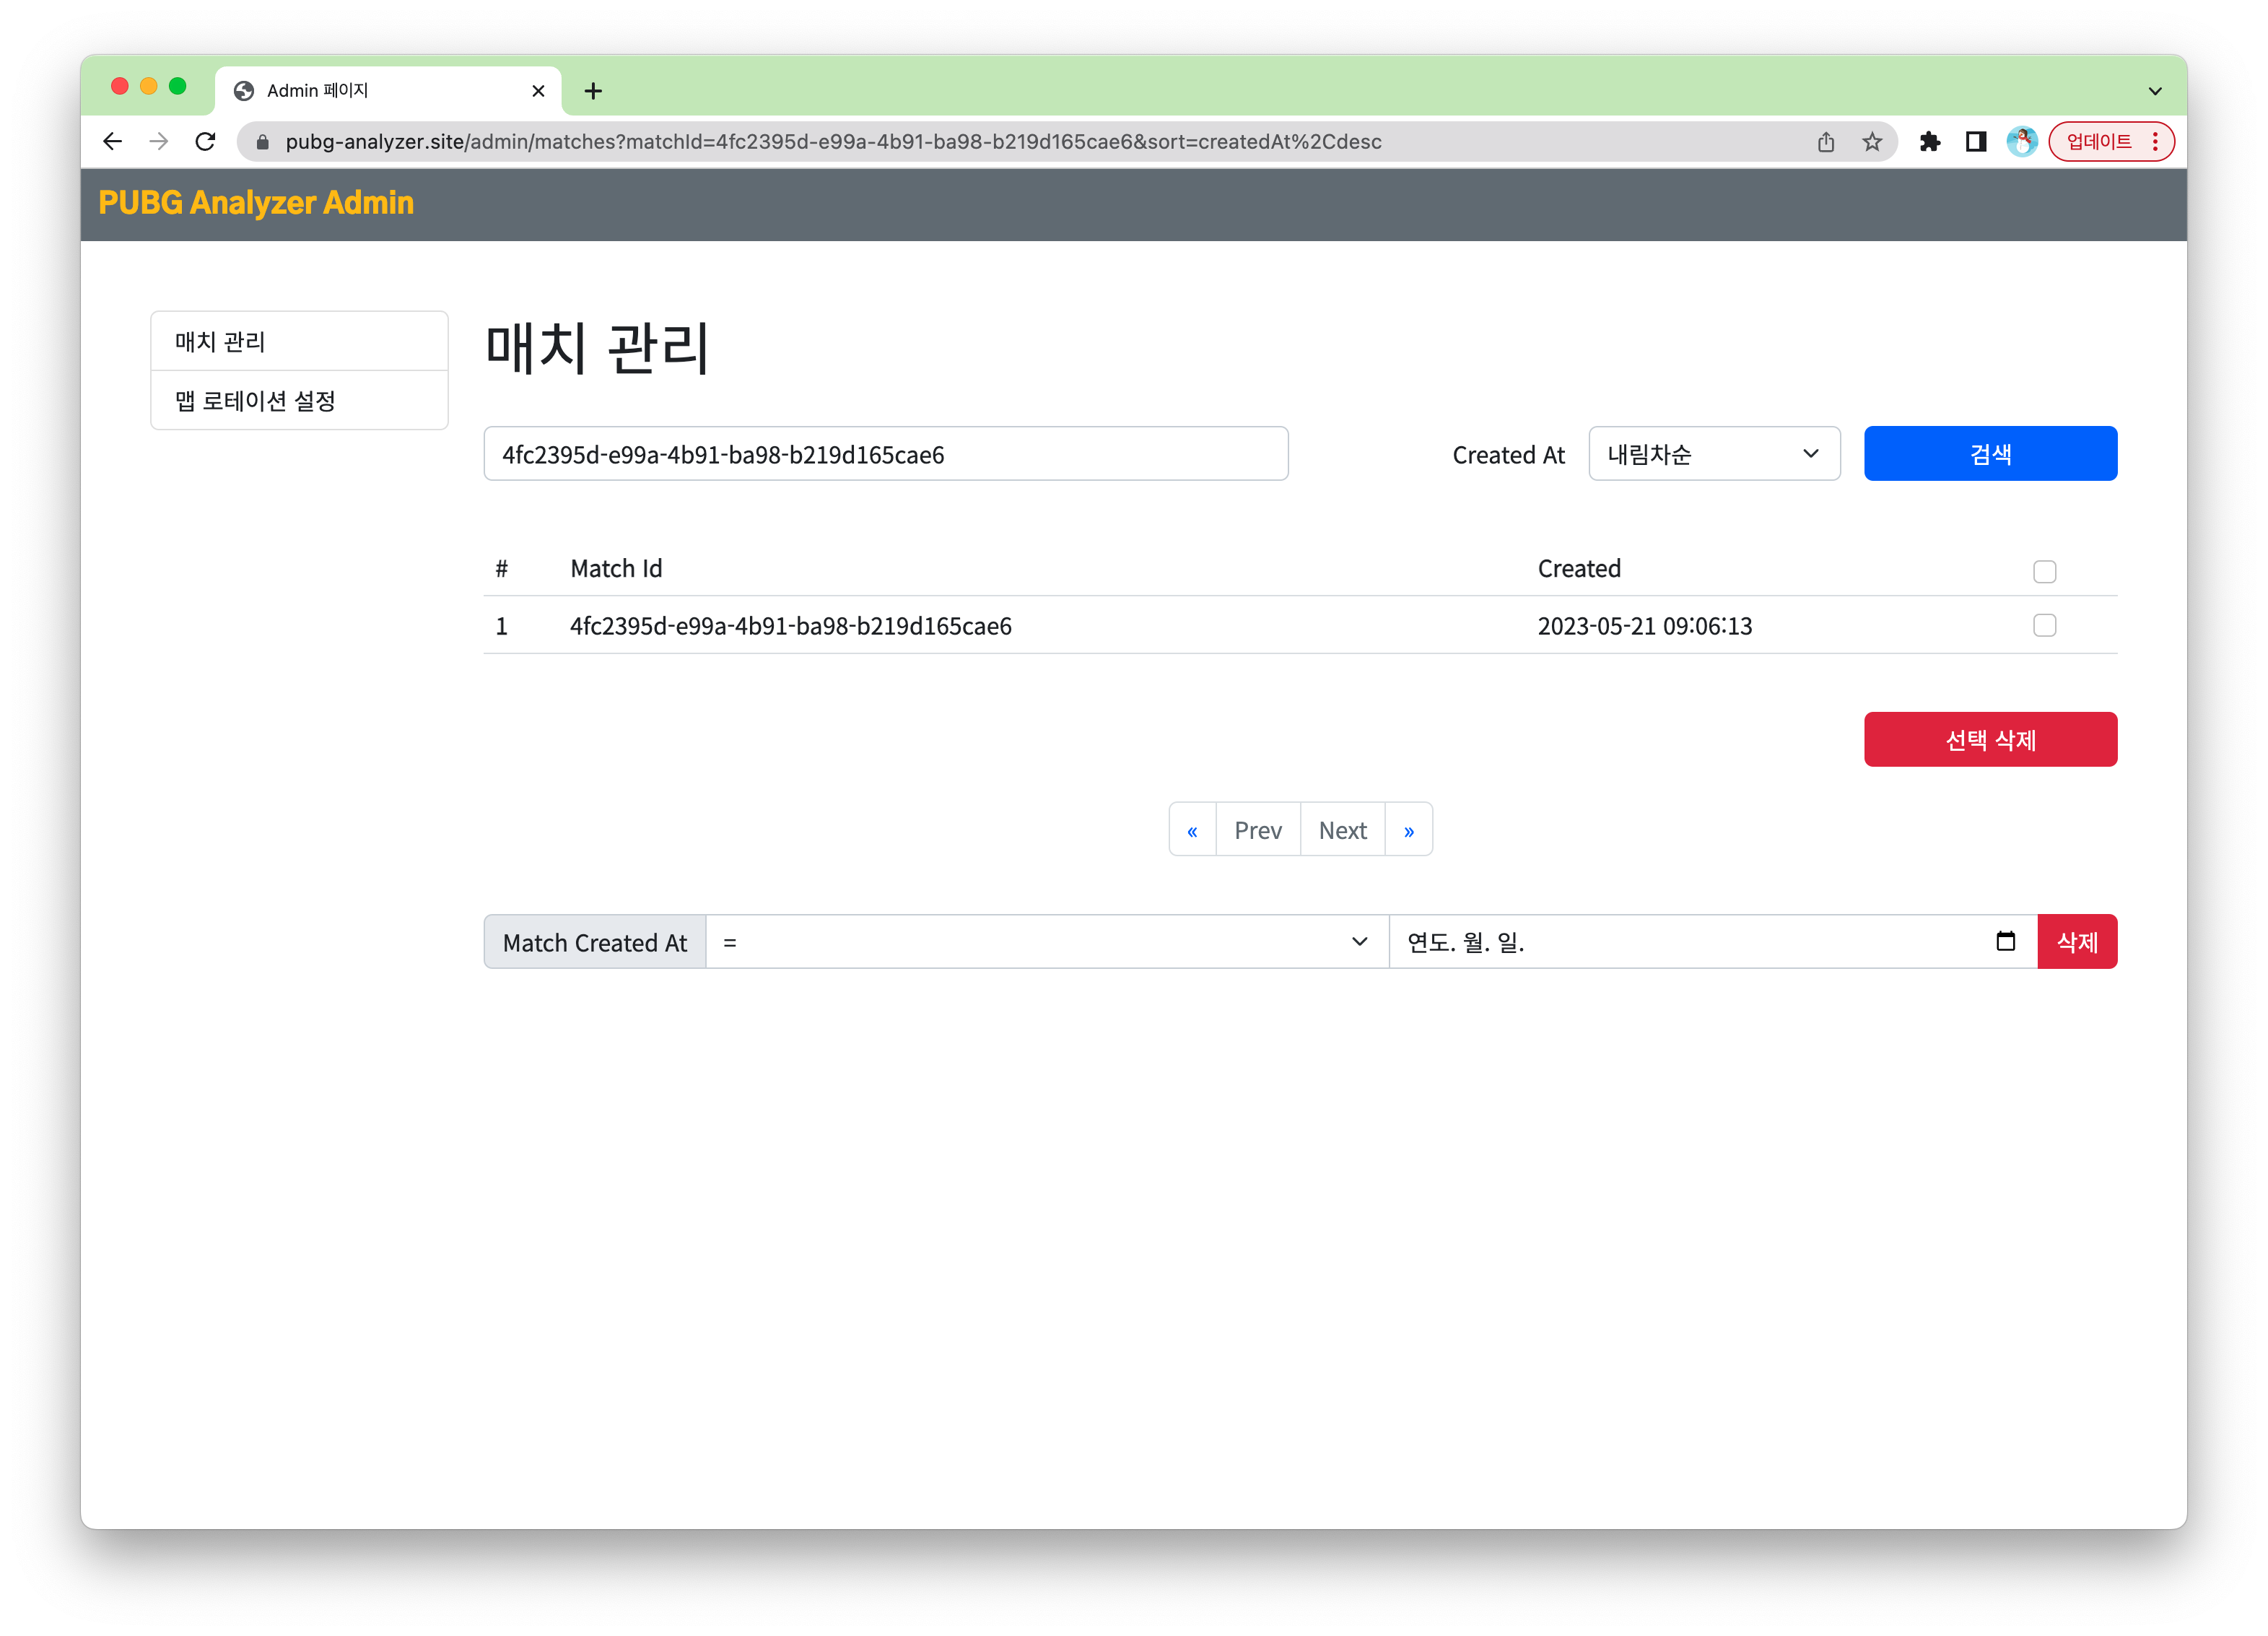 Admin 페이지
pubg-analyzer.site/admin/matches?matchId=4fc2395d-e99a-4b91-ba98-b219d165cae6&sort=createdAt%2Cdesc
업데이트
PUBG Analyzer Admin
매치 관리
맵 로테이션 설정
매치 관리
4fc2395d-e99a-4b91-ba98-b219d165cae6
Created At
내림차순
검색
# Match Id Created
1 4fc2395d-e99a-4b91-ba98-b219d165cae6 2023-05-21 09:06:13
선택 삭제
« Prev Next »
Match Created At = 연도. 월. 일. 삭제